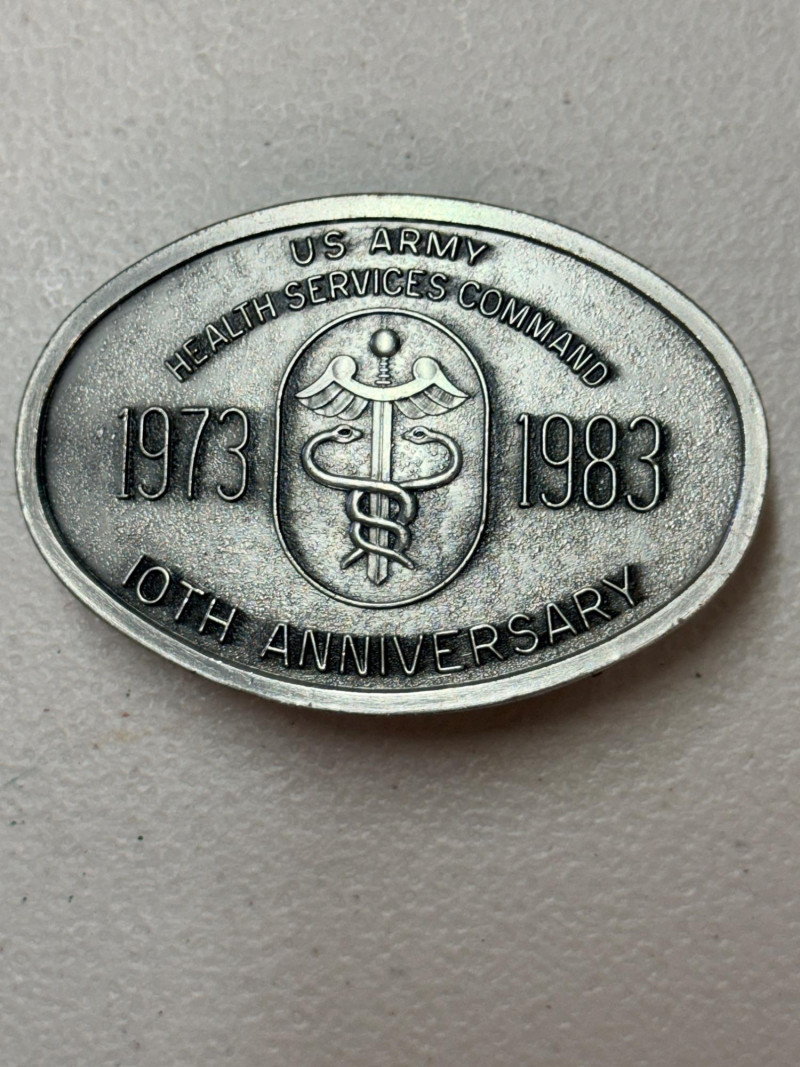 US ARMY
HEALTH SERVICES COMMAND
1973 1983
10TH ANNIVERSARY